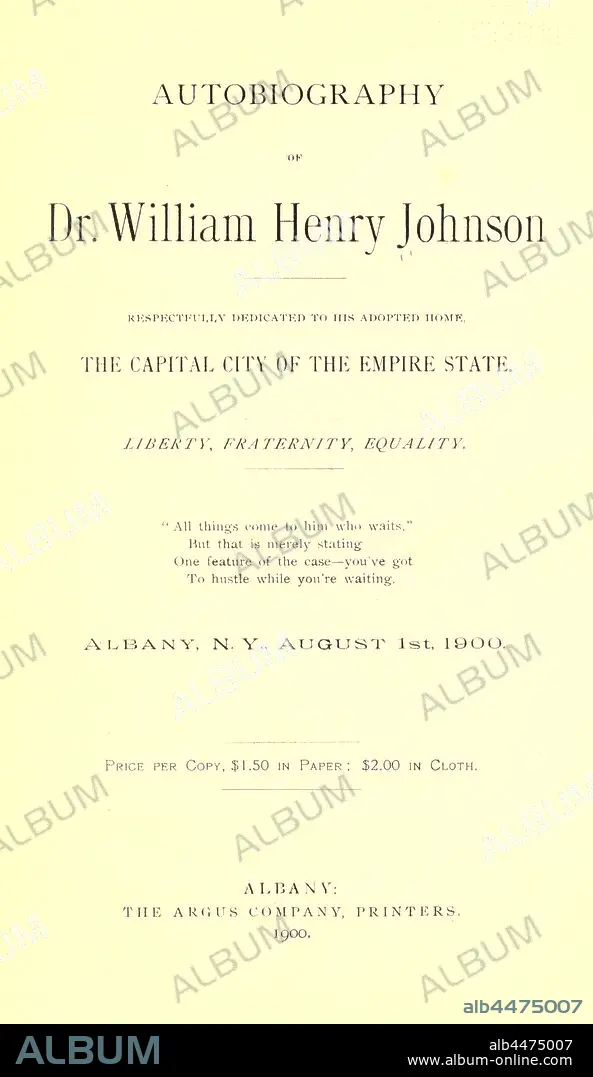 AUTOBIOGRAPHY
OF
Dr. William Henry Johnson
RESPECTFULLY DEDICATED TO HIS ADOPTED HOME,
THE CAPITAL CITY OF THE EMPIRE STATE.
LIBERTY, FRATERNITY, EQUALITY.
"All things come to him who waits."
But that is merely stating
One feature of the case—you've got
To hustle while you're waiting.
ALBANY, N. Y., AUGUST 1st, 1900.
PRICE PER COPY, $1.50 IN PAPER; $2.00 IN CLOTH.
ALBANY:
THE ARGUS COMPANY, PRINTERS.
1900.
alb4475007
ALBUM
alb4475007
www.album-online.com